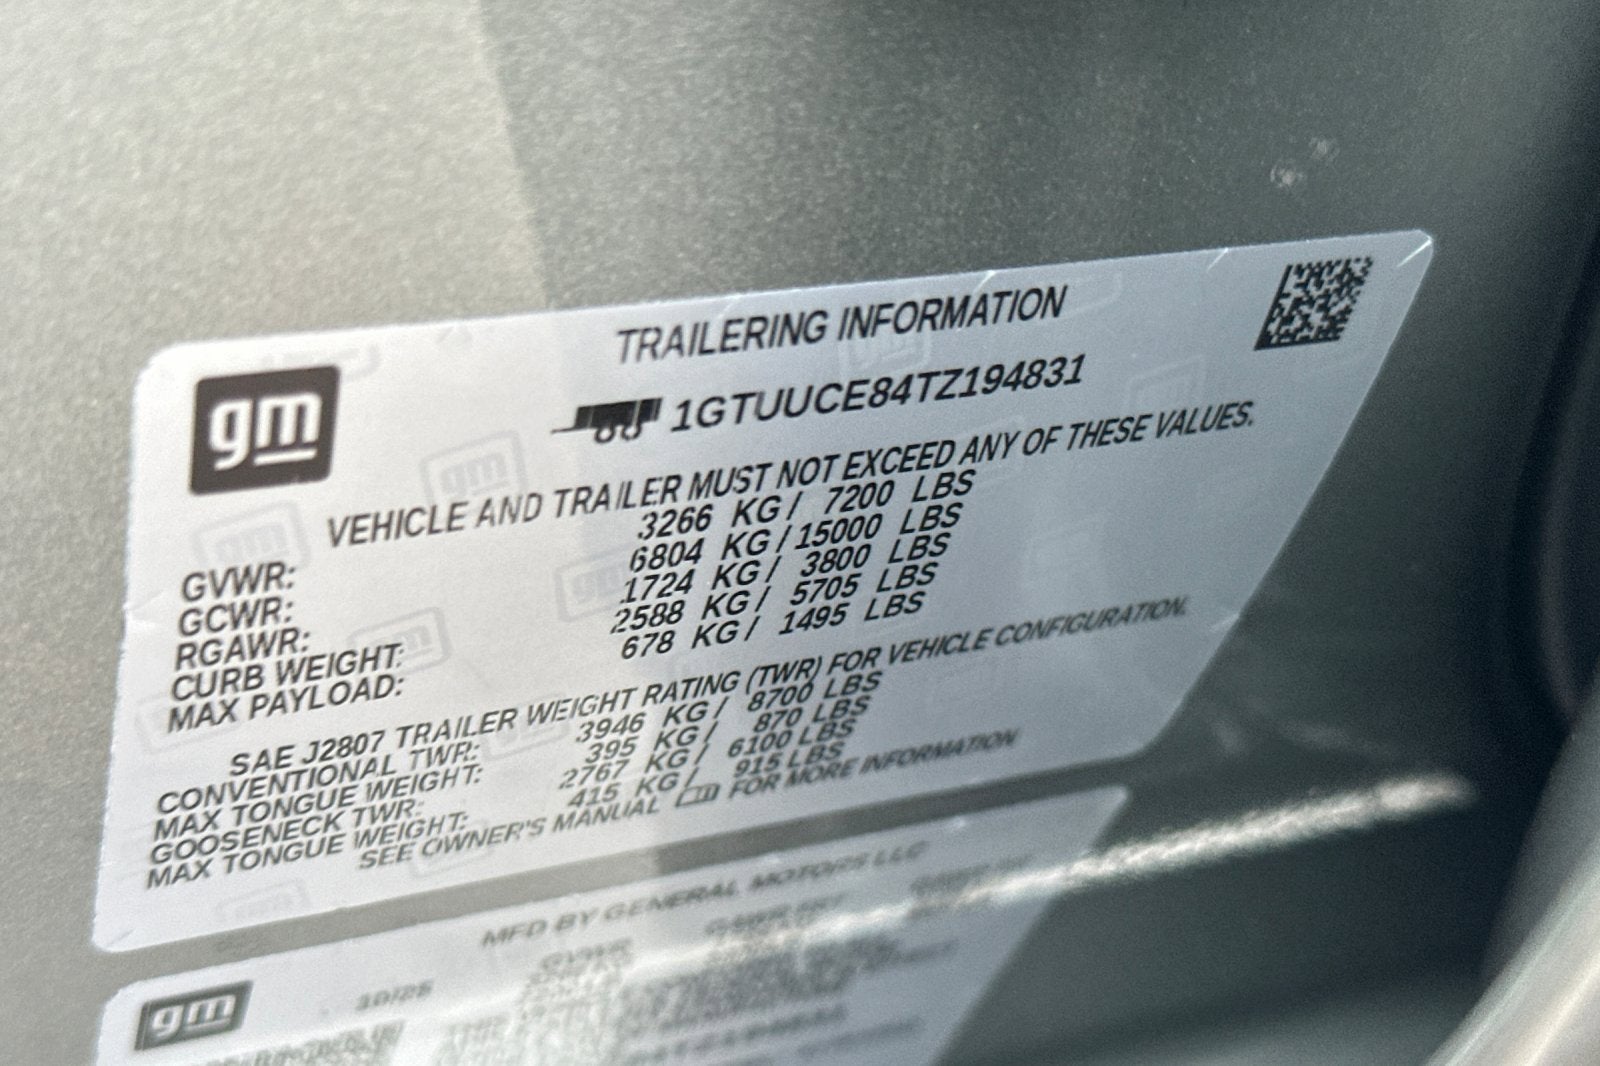 gm
TRAILERING INFORMATION
1GTUUCE84TZ194831
VEHICLE AND TRAILER MUST NOT EXCEED ANY OF THESE VALUES.
GVWR: 3266 KG / 7200 LBS
GCWR: 6804 KG / 15000 LBS
RGAWR: 1724 KG / 3800 LBS
CURB WEIGHT: 2588 KG / 5705 LBS
MAX PAYLOAD: 678 KG / 1495 LBS
SAE J2807 TRAILER WEIGHT RATING (TWR) FOR VEHICLE CONFIGURATION.
CONVENTIONAL TWR: 3946 KG / 8700 LBS
MAX TONGUE WEIGHT: 395 KG / 870 LBS
GOOSENECK TWR: 2767 KG / 6100 LBS
MAX TONGUE WEIGHT: 415 KG / 915 LBS
SEE OWNER'S MANUAL FOR MORE INFORMATION
MFD BY GENERAL MOTORS LLC
gm
10/25
GVWR